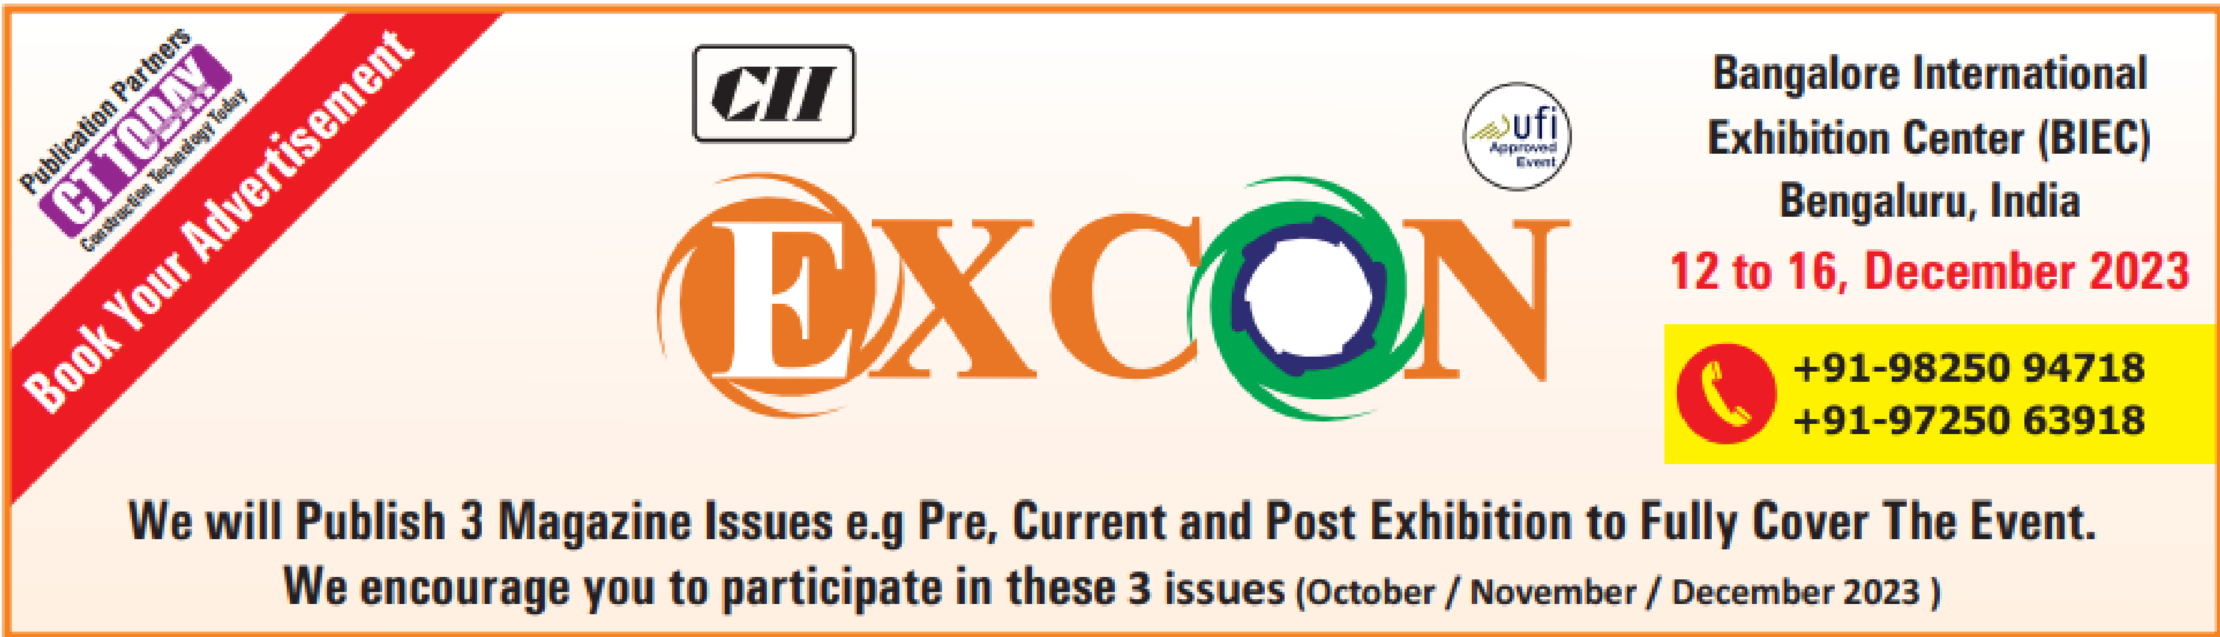 Publication Partners
CT TODAY
Construction Technology Today
Book Your Advertisement
CII
ufi
Approved
Event
EXCON
Bangalore International
Exhibition Center (BIEC)
Bengaluru, India
12 to 16, December 2023
+91-98250 94718
+91-97250 63918
We will Publish 3 Magazine Issues e.g Pre, Current and Post Exhibition to Fully Cover The Event.
We encourage you to participate in these 3 issues (October / November / December 2023 )